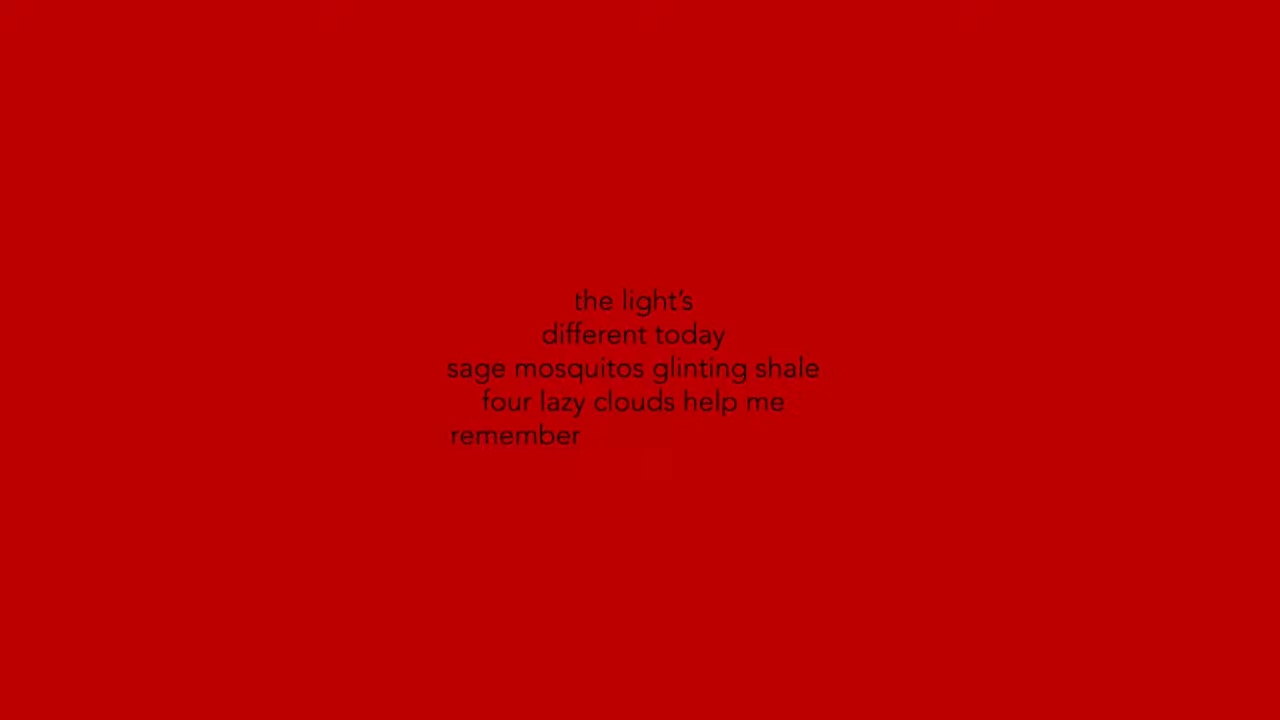 the light’s
different today
sage mosquitos glinting shale
four lazy clouds help me
remember